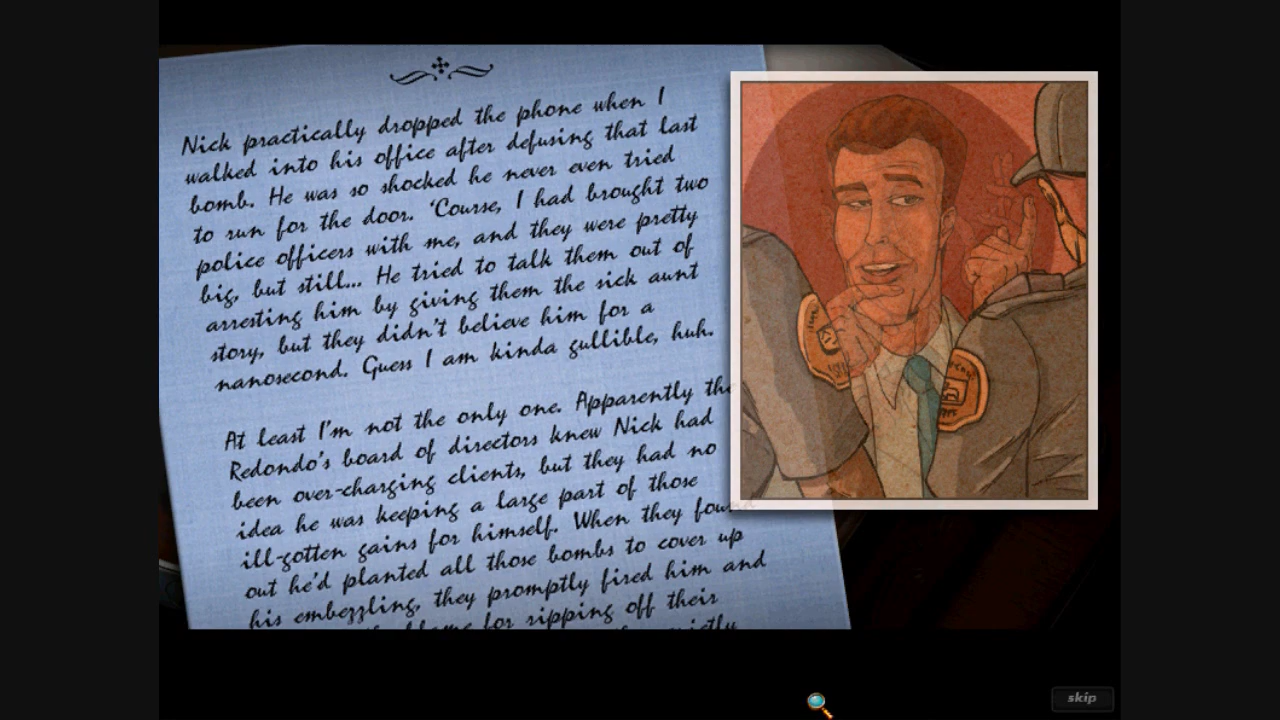 Nick practically dropped the phone when I
walked into his office after defusing that last
bomb. He was so shocked he never even tried
to run for the door. 'Course, I had brought two
police officers with me, and they were pretty
big, but still... He tried to talk them out of
arresting him by giving them the sick aunt
story, but they didn't believe him for a
nanosecond. Guess I am kinda gullible, huh.
At least I'm not the only one. Apparently the
Redondo's board of directors knew Nick had
been over-charging clients, but they had no
idea he was keeping a large part of those
ill-gotten gains for himself. When they found
out he'd planted all those bombs to cover up
his embezzling, they promptly fired him and
for ripping off their
skip